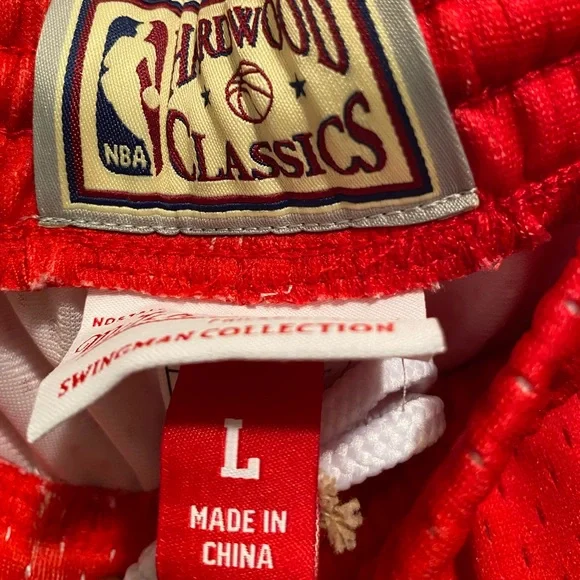 HARDWOOD
NBA
CLASSICS
SWINGMAN COLLECTION
L
MADE IN
CHINA